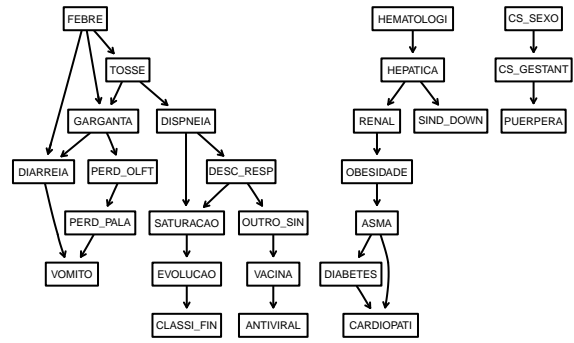 FEBRE
HEMATOLOGI
CS_SEXO
TOSSE
HEPATICA
CS_GESTANT
GARGANTA
DISPNEIA
RENAL
SIND_DOWN
PUERPERA
DIARREIA
PERD_OLFT
DESC_RESP
OBESIDADE
PERD_PALA
SATURACAO
OUTRO_SIN
ASMA
VOMITO
EVOLUCAO
VACINA
DIABETES
CLASSI_FIN
ANTIVIRAL
CARDIOPATI